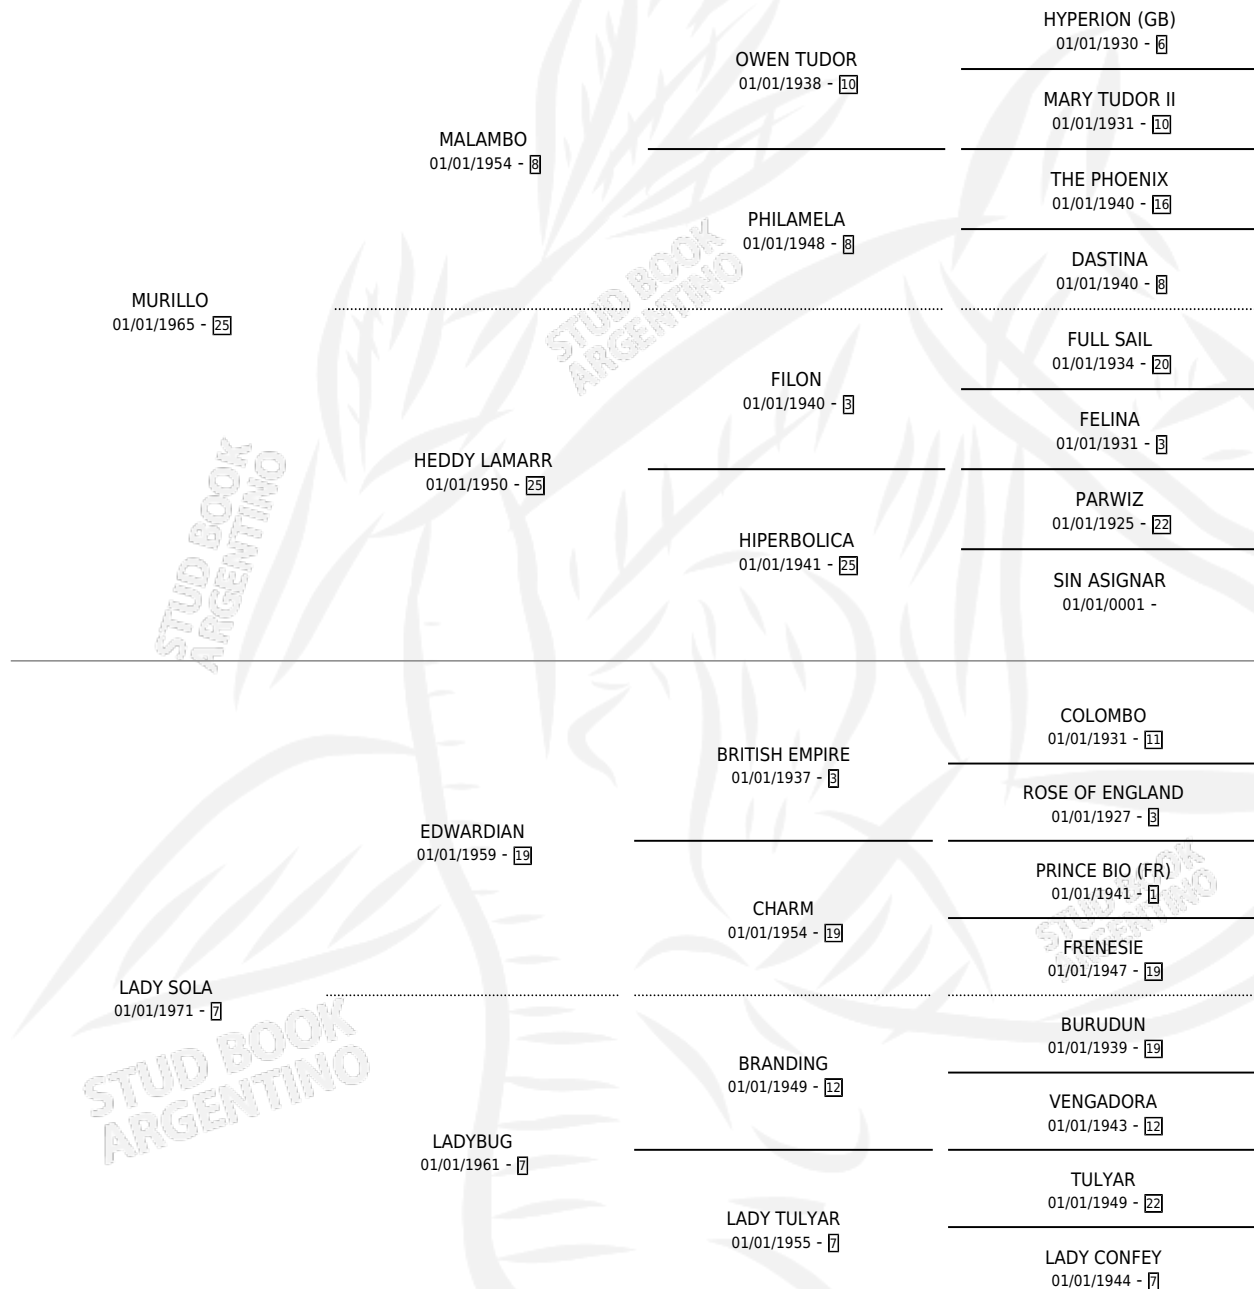 HYPERION (GB)
01/01/1930 - 6
OWEN TUDOR
01/01/1938 - 10
MARY TUDOR II
01/01/1931 - 10
MALAMBO
01/01/1954 - 8
THE PHOENIX
01/01/1940 - 16
PHILAMELA
01/01/1948 - 8
DASTINA
01/01/1940 - 8
MURILLO
01/01/1965 - 25
FULL SAIL
01/01/1934 - 20
FILON
01/01/1940 - 3
FELINA
01/01/1931 - 3
HEDDY LAMARR
01/01/1950 - 25
PARWIZ
01/01/1925 - 22
HIPERBOLICA
01/01/1941 - 25
SIN ASIGNAR
01/01/0001 -
COLOMBO
01/01/1931 - 11
BRITISH EMPIRE
01/01/1937 - 3
ROSE OF ENGLAND
01/01/1927 - 3
EDWARDIAN
01/01/1959 - 19
PRINCE BIO (FR)
01/01/1941 - 1
CHARM
01/01/1954 - 19
FRENESIE
01/01/1947 - 19
LADY SOLA
01/01/1971 - 7
BURUDUN
01/01/1939 - 19
BRANDING
01/01/1949 - 12
VENGADORA
01/01/1943 - 12
LADYBUG
01/01/1961 - 7
TULYAR
01/01/1949 - 22
LADY TULYAR
01/01/1955 - 7
LADY CONFEY
01/01/1944 - 7
STUD BOOK
ARGENTINO
STUD BOOK
ARGENTINO
STUD BOOK
ARGENTINO
STUD BOOK
ARGENTINO